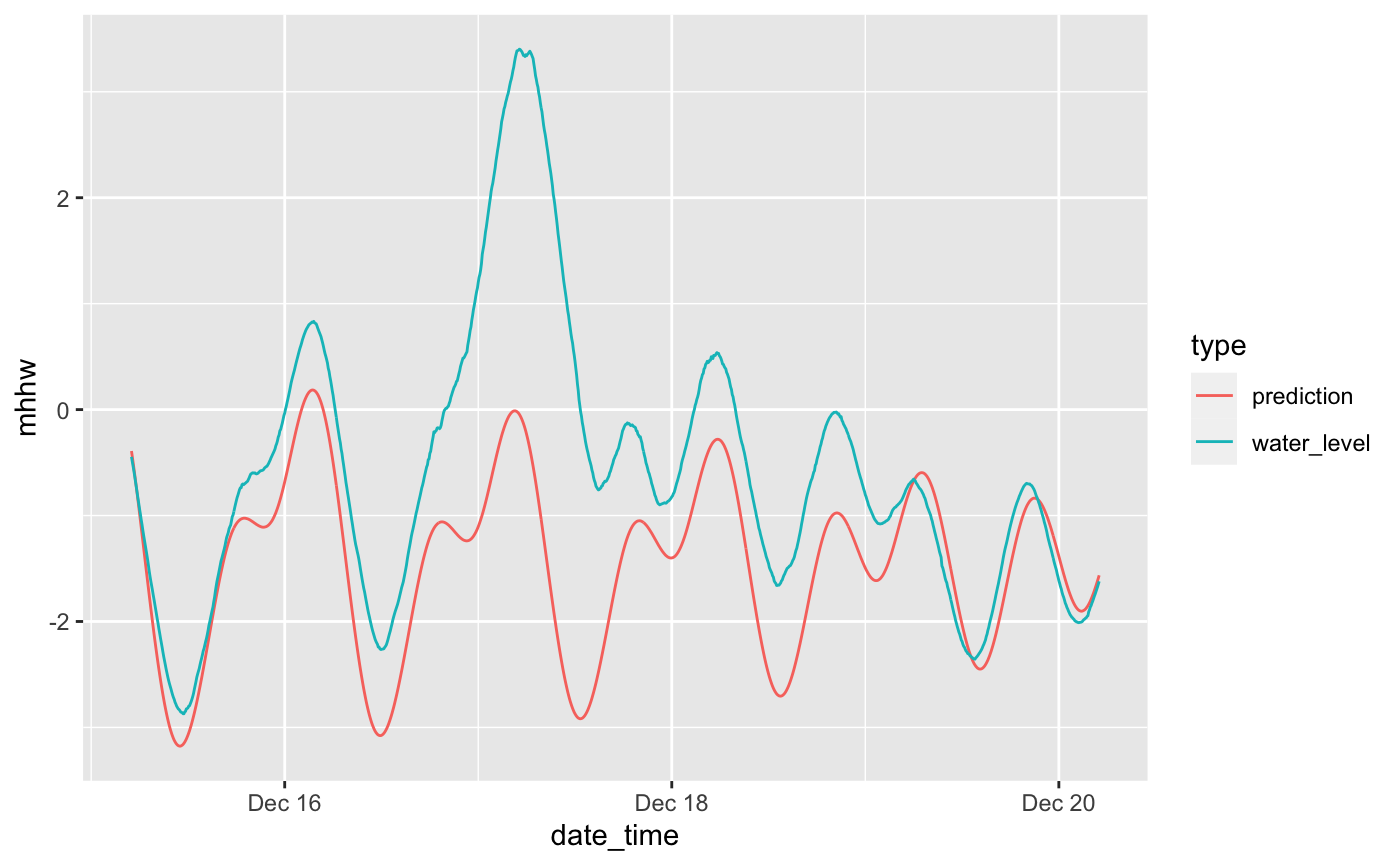 mhhw
2
0
-2
Dec 16
Dec 18
Dec 20
date_time
type
prediction
water_level